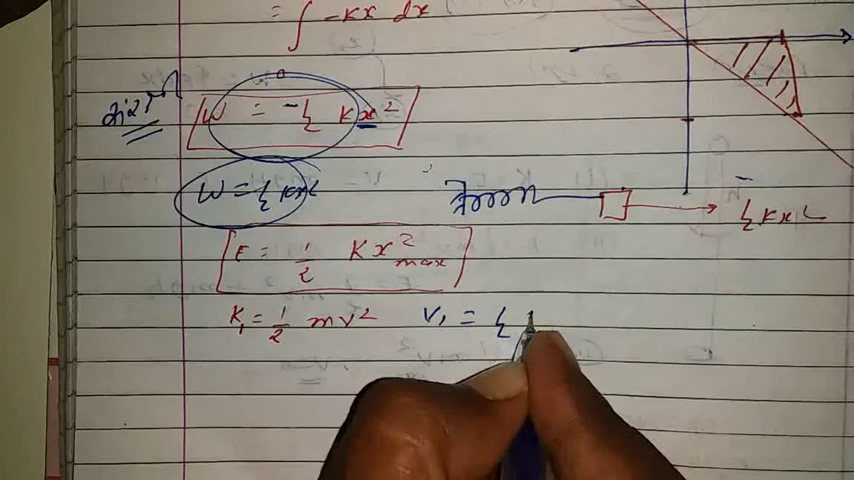 = ∫ -Kx dx
W = -½ Kx²
W = ½ Kx²
½ Kx²
E = 1/2 Kx²max
K₁ = 1/2 mv² V₁ = ½